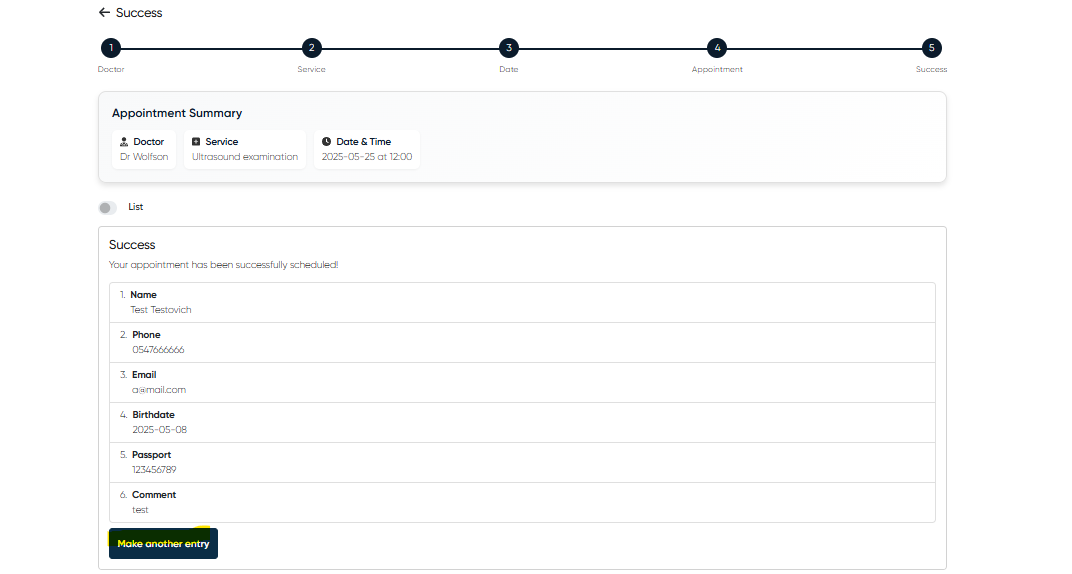 Success
1 2 3 4 5
Doctor Service Date Appointment Success
Appointment Summary
Doctor Service Date & Time
Dr Wolfson Ultrasound examination 2025-05-25 at 12:00
List
Success
Your appointment has been successfully scheduled!
1. Name
Test Testovich
2. Phone
0547666666
3. Email
a@mail.com
4. Birthdate
2025-05-08
5. Passport
123456789
6. Comment
test
Make another entry